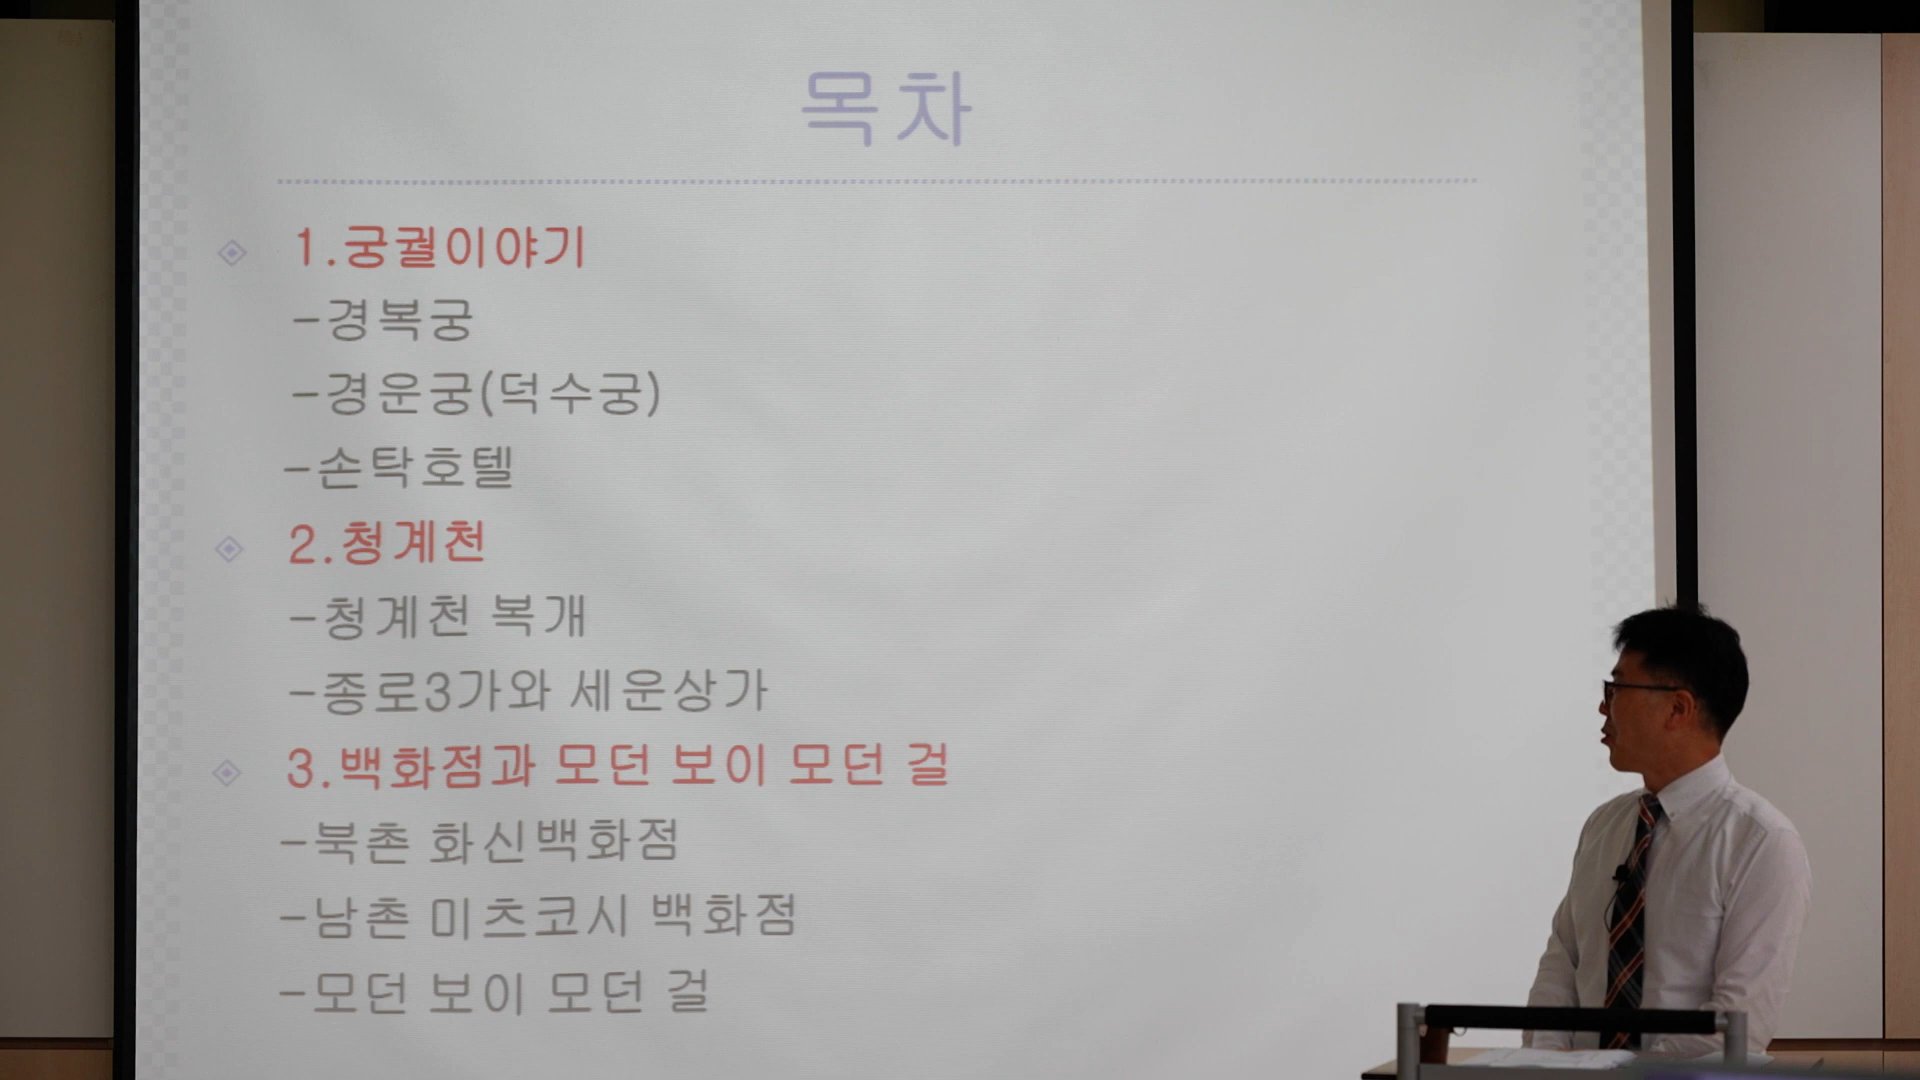 목차
1.궁궐이야기
-경복궁
-경운궁(덕수궁)
-손탁호텔
2.청계천
-청계천 복개
-종로3가와 세운상가
3.백화점과 모던 보이 모던 걸
-북촌 화신백화점
-남촌 미츠코시 백화점
-모던 보이 모던 걸